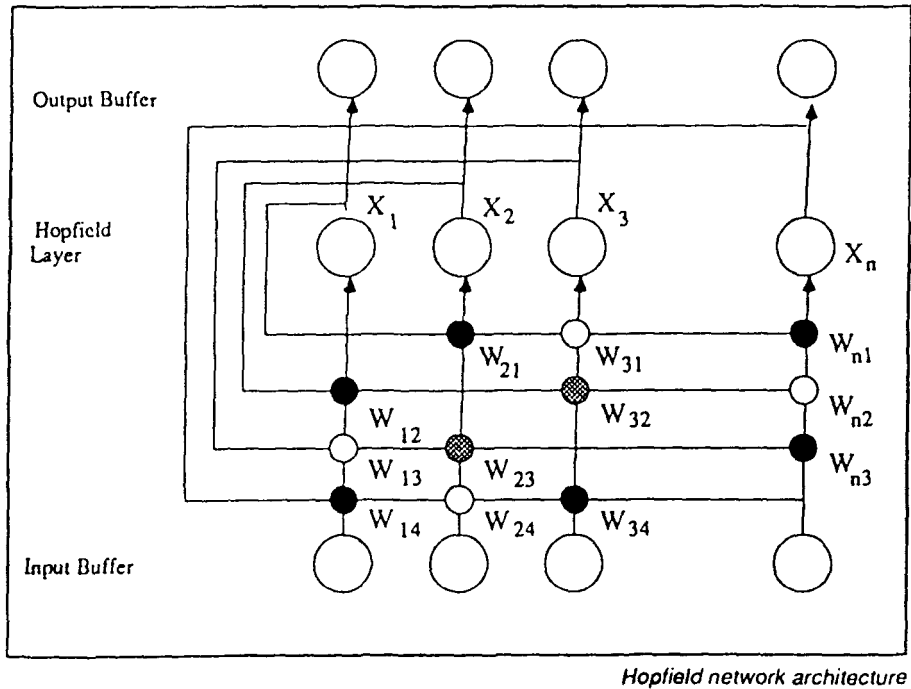 Output Buffer
Hopfield
Layer
X1
X2
X3
Xn
W21
W31
Wn1
W12
W32
Wn2
W13
W23
Wn3
W14
W24
W34
Input Buffer
Hopfield network architecture